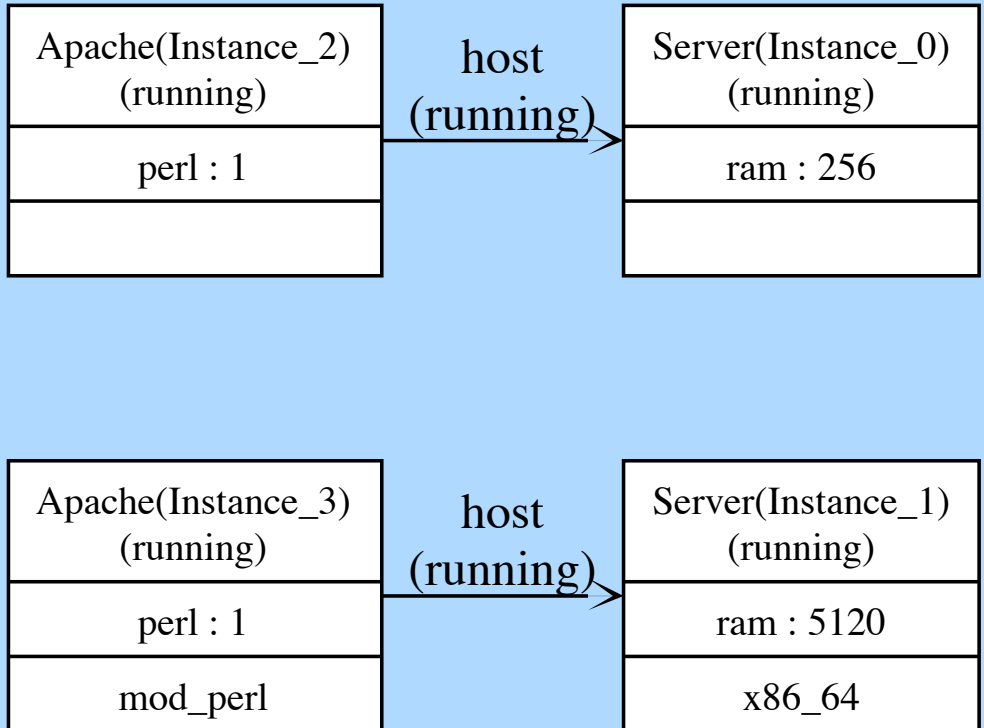 Apache(Instance_2)
(running)
perl : 1
host
(running)
Server(Instance_0)
(running)
ram : 256
Apache(Instance_3)
(running)
perl : 1
mod_perl
host
(running)
Server(Instance_1)
(running)
ram : 5120
x86_64